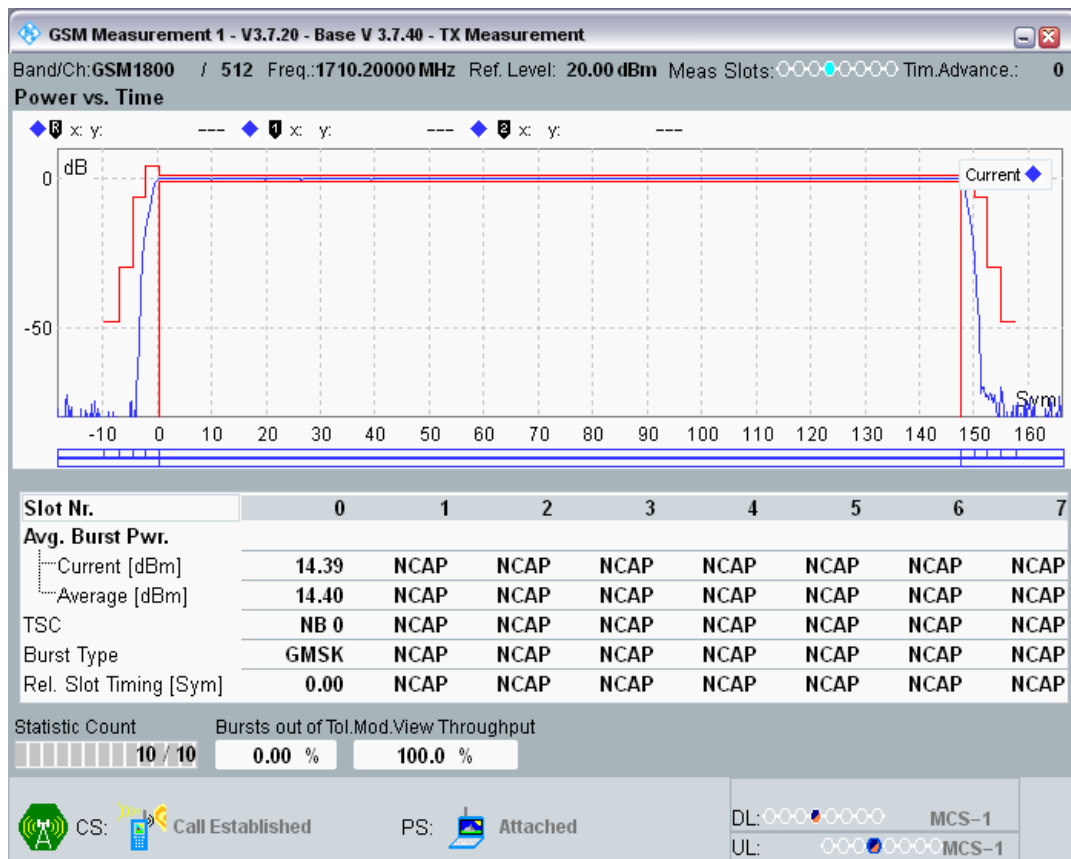 GSM Measurement 1 - V3.7.20 - Base V 3.7.40 - TX Measurement
Band/Ch:GSM1800 / 512 Freq.:1710.20000 MHz Ref. Level: 20.00 dBm Meas Slots: Tim.Advance.: 0
Power vs. Time
R x: y: --- 1 x: y: --- 2 x: y: ---
dB
Current
0
-50
Sym
-10 0 10 20 30 40 50 60 70 80 90 100 110 120 130 140 150 160
Slot Nr. 0 1 2 3 4 5 6 7
Avg. Burst Pwr.
Current [dBm] 14.39 NCAP NCAP NCAP NCAP NCAP NCAP NCAP
Average [dBm] 14.40 NCAP NCAP NCAP NCAP NCAP NCAP NCAP
TSC NB 0 NCAP NCAP NCAP NCAP NCAP NCAP NCAP
Burst Type GMSK NCAP NCAP NCAP NCAP NCAP NCAP NCAP
Rel. Slot Timing [Sym] 0.00 NCAP NCAP NCAP NCAP NCAP NCAP NCAP
Statistic Count Bursts out of Tol.Mod.View Throughput
10 / 10 0.00 % 100.0 %
CS: Call Established PS: Attached
DL: MCS-1
UL: MCS-1